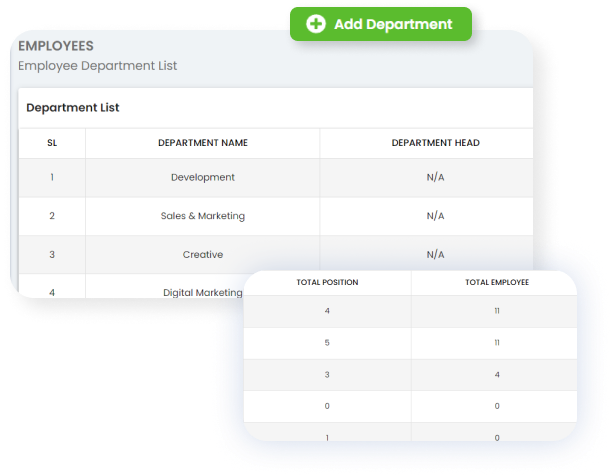 Add Department
EMPLOYEES
Employee Department List
Department List
SL DEPARTMENT NAME DEPARTMENT HEAD
1 Development N/A
2 Sales & Marketing N/A
3 Creative N/A
4 Digital Marketing
TOTAL POSITION TOTAL EMPLOYEE
4 11
5 11
3 4
0 0
1 0